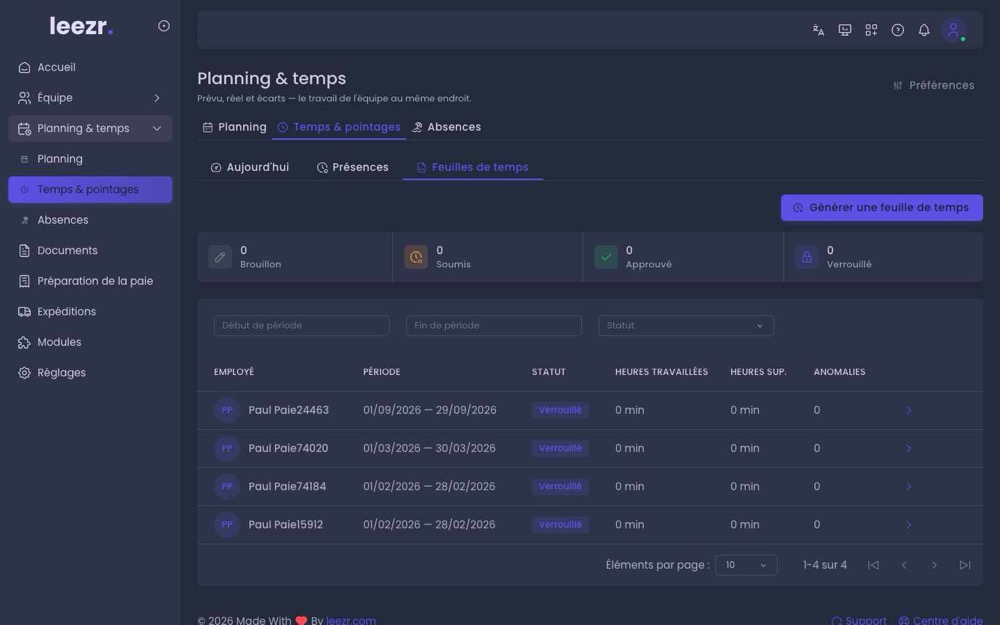 leezr.
Accueil
Équipe
Planning & temps
Planning
Temps & pointages
Absences
Documents
Préparation de la paie
Expéditions
Modules
Réglages
Planning & temps
Prévu, réel et écarts — le travail de l'équipe au même endroit.
Préférences
Planning Temps & pointages Absences
Aujourd'hui Présences Feuilles de temps
Générer une feuille de temps
0 Brouillon
0 Soumis
0 Approuvé
0 Verrouillé
Début de période Fin de période Statut
EMPLOYÉ PÉRIODE STATUT HEURES TRAVAILLÉES HEURES SUP. ANOMALIES
PP Paul Paie24463 01/09/2026 — 29/09/2026 Verrouillé 0 min 0 min 0
PP Paul Paie74020 01/03/2026 — 30/03/2026 Verrouillé 0 min 0 min 0
PP Paul Paie74184 01/02/2026 — 28/02/2026 Verrouillé 0 min 0 min 0
PP Paul Paie15912 01/02/2026 — 28/02/2026 Verrouillé 0 min 0 min 0
Éléments par page : 10 1-4 sur 4
© 2026 Made With ❤ By leezr.com Support Centre d'aide